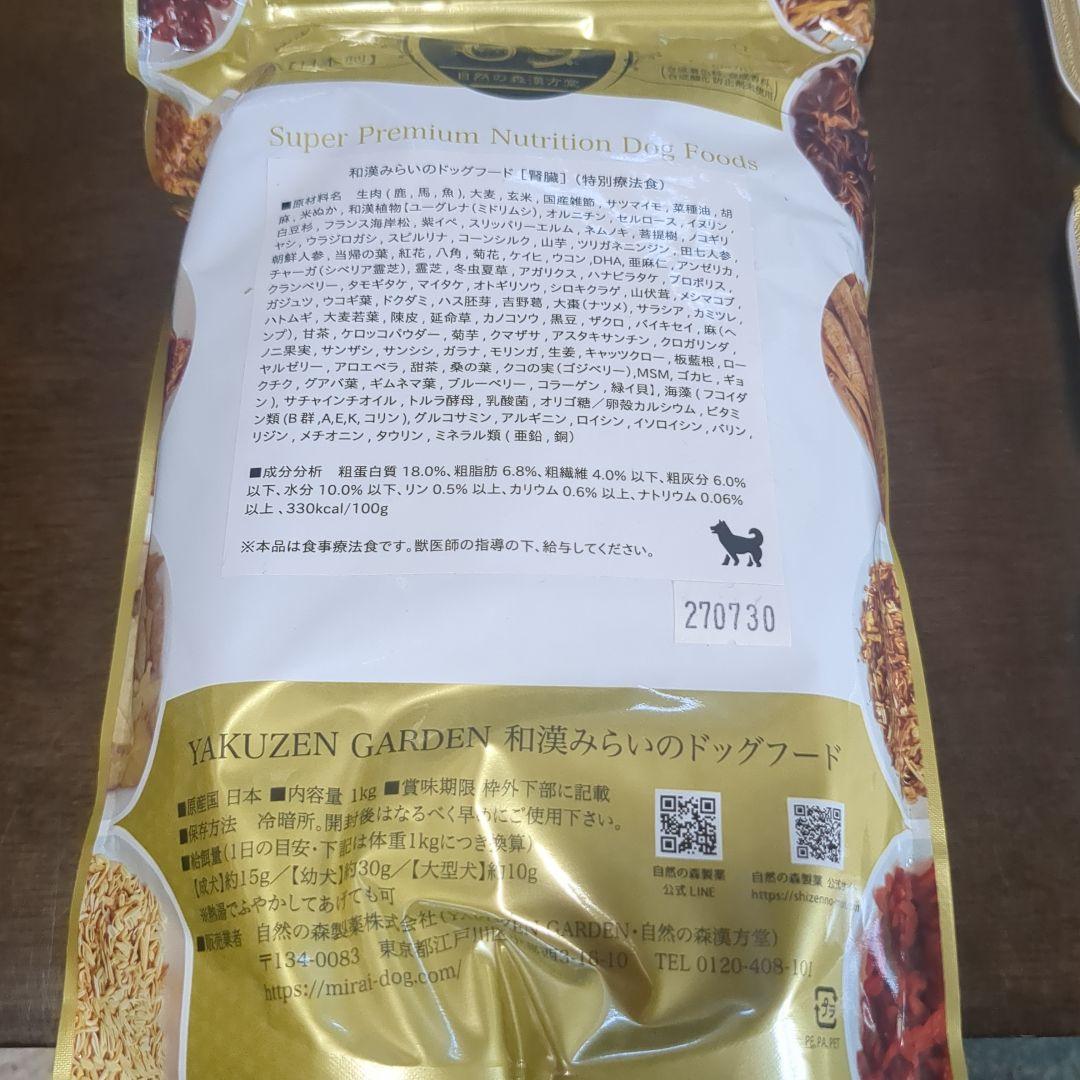 【日本製】
自然の森漢方堂
合成着色料、合成香料
合成酸化防止剤未使用
Super Premium Nutrition Dog Foods
和漢みらいのドッグフード [腎臓] (特別療法食)
■原材料名　生肉 ( 鹿 , 馬 , 魚 ), 大麦 , 玄米 , 国産雑節 , サツマイモ , 菜種油 , 胡
麻 , 米ぬか , 和漢植物【ユーグレナ (ミドリムシ) , オルニチン , セルロース , イヌリン ,
白豆杉 , フランス海岸松 , 紫イペ , スリッパリーエルム , ネムノキ , 菩提樹 , ノコギリ
ヤシ , ウラジロガシ , スピルリナ , コーンシルク , 山芋 , ツリガネニンジン , 田七人参 ,
朝鮮人参 , 当帰の葉 , 紅花 , 八角 , 菊花 , ケイヒ , ウコン ,DHA, 亜麻仁 , アンゼリカ ,
チャーガ (シベリア霊芝) , 霊芝 , 冬虫夏草 , アガリクス , ハナビラタケ , プロポリス ,
クランベリー , タモギタケ , マイタケ , オトギリソウ , シロキクラゲ , 山伏茸 , メシマコブ ,
ガジュツ , ウコギ葉 , ドクダミ , ハス胚芽 , 吉野葛 , 大棗 (ナツメ) , サラシア , カミツレ ,
ハトムギ , 大麦若葉 , 陳皮 , 延命草 , カノコソウ , 黒豆 , ザクロ , バイキセイ , 麻 (ヘ
ンプ) , 甘茶 , ケロッコパウダー , 菊芋 , クマザサ , アスタキサンチン , クロガリンダ ,
ノニ果実 , サンザシ , サンシシ , ガラナ , モリンガ , 生姜 , キャッツクロー , 板藍根 , ロー
ヤルゼリー , アロエベラ , 甜茶 , 桑の葉 , クコの実 (ゴジベリー) ,MSM, ゴカヒ , ギョ
クチク , グアバ葉 , ギムネマ葉 , ブルーベリー , コラーゲン , 緑イ貝】, 海藻 ( フコイダ
ン ), サチャインチオイル , トルラ酵母 , 乳酸菌 , オリゴ糖／卵殻カルシウム , ビタミ
ン類 (B 群 ,A,E,K, コリン ), グルコサミン , アルギニン , ロイシン , イソロイシン , バリン ,
リジン , メチオニン , タウリン , ミネラル類 ( 亜鉛 , 銅 )
■成分分析　粗蛋白質 18.0%、粗脂肪 6.8%、粗繊維 4.0% 以下、粗灰分 6.0%
以下、水分 10.0% 以下、リン 0.5% 以上、カリウム 0.6% 以上、ナトリウム 0.06%
以上 、330kcal/100g
※本品は食事療法食です。獣医師の指導の下、給与してください。
270730
YAKUZEN GARDEN 和漢みらいのドッグフード
■原産国 日本 ■内容量 1kg ■賞味期限 枠外下部に記載
■保存方法　冷暗所。開封後はなるべく早めにご使用下さい。
■給餌量（1日の目安・下記は体重1kgにつき換算）
【成犬】約15g／【幼犬】約30g／【大型犬】約10g
※熱湯でふやかしてあげても可
■販売業者　自然の森製薬株式会社（YAKUZEN GARDEN・自然の森漢方堂）
〒134-0083　東京都江戸川区 3-18-10　TEL 0120-408-101
https://mirai-dog.com/
自然の森製薬
公式 LINE
自然の森製薬 公式サイト
プラ
PE, PA, PET